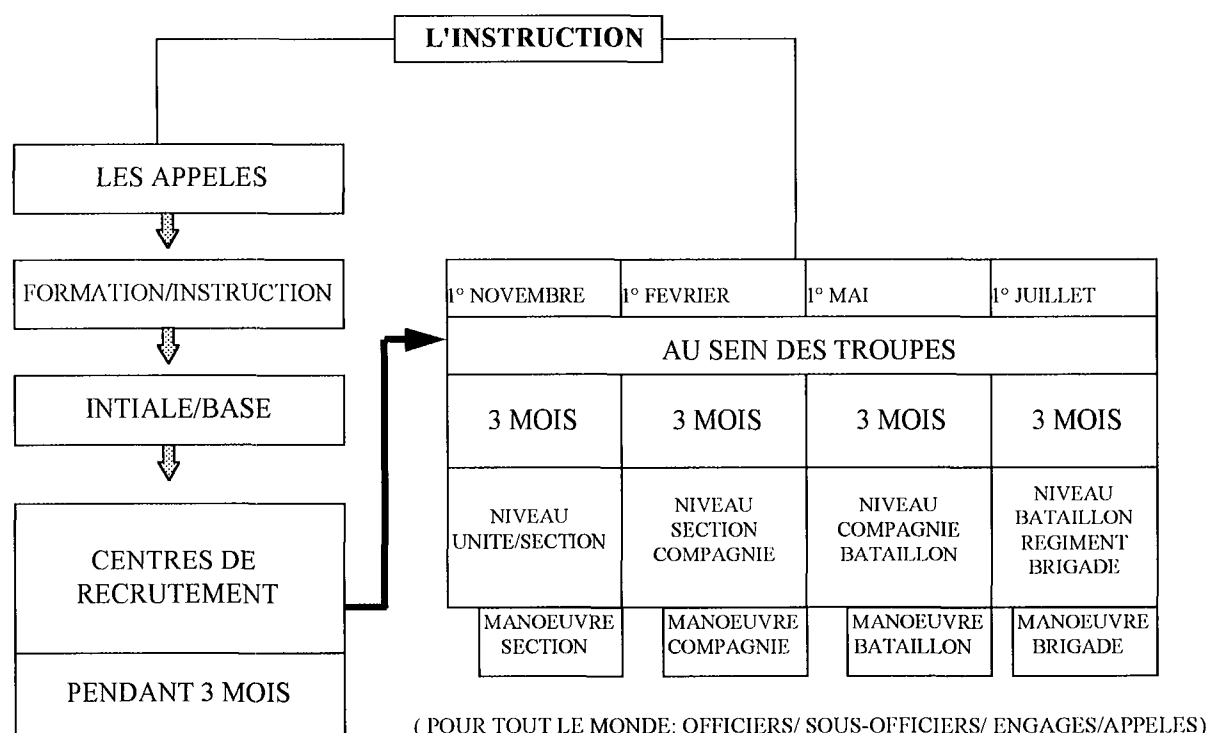 L'INSTRUCTION
LES APPELES
FORMATION/INSTRUCTION
INTIALE/BASE
CENTRES DE
RECRUTEMENT
PENDANT 3 MOIS
1° NOVEMBRE
1° FEVRIER
1° MAI
1° JUILLET
AU SEIN DES TROUPES
3 MOIS
3 MOIS
3 MOIS
3 MOIS
NIVEAU
UNITE/SECTION
NIVEAU
SECTION
COMPAGNIE
NIVEAU
COMPAGNIE
BATAILLON
NIVEAU
BATAILLON
REGIMENT
BRIGADE
MANOEUVRE
SECTION
MANOEUVRE
COMPAGNIE
MANOEUVRE
BATAILLON
MANOEUVRE
BRIGADE
( POUR TOUT LE MONDE: OFFICIERS/ SOUS-OFFICIERS/ ENGAGES/APPELES)